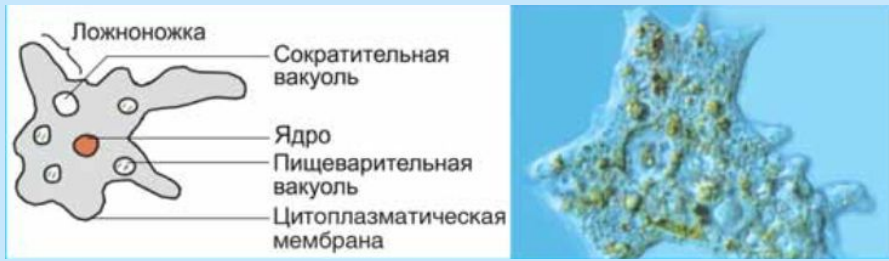 Ложноножка
Сократительная
вакуоль
Ядро
Пищеварительная
вакуоль
Цитоплазматическая
мембрана